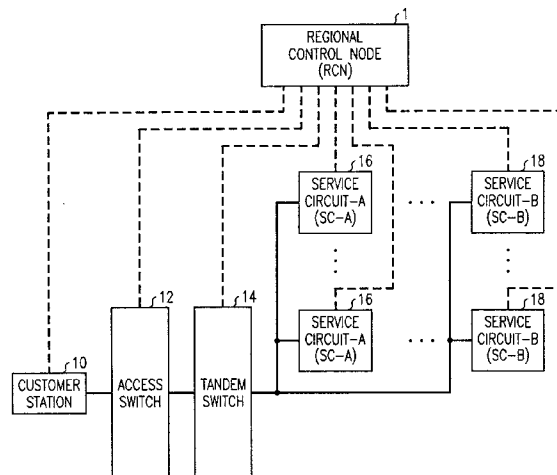 1
REGIONAL
CONTROL NODE
(RCN)
16
SERVICE
CIRCUIT-A
(SC-A)
. . .
18
SERVICE
CIRCUIT-B
(SC-B)
12
14
16
SERVICE
CIRCUIT-A
(SC-A)
. . .
18
SERVICE
CIRCUIT-B
(SC-B)
10
CUSTOMER
STATION
ACCESS
SWITCH
TANDEM
SWITCH